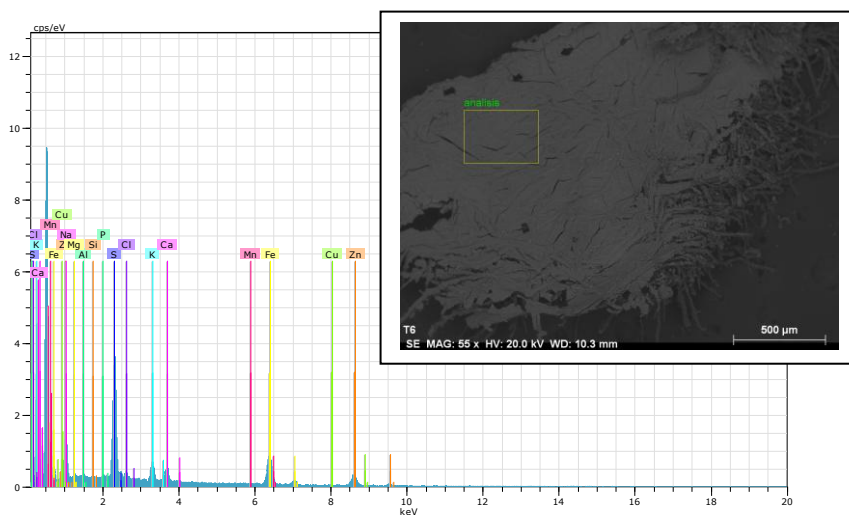 cps/eV
12
10
8
6
4
2
0
Cu
Mn
P
Cl Na
K Z Mg Si Cl Ca
S Fe Al S K Mn Fe Cu Zn
Ca
2 4 6 8 10 12 14 16 18 20
keV
analisis
T6
SE MAG: 55 x HV: 20.0 kV WD: 10.3 mm
500 µm